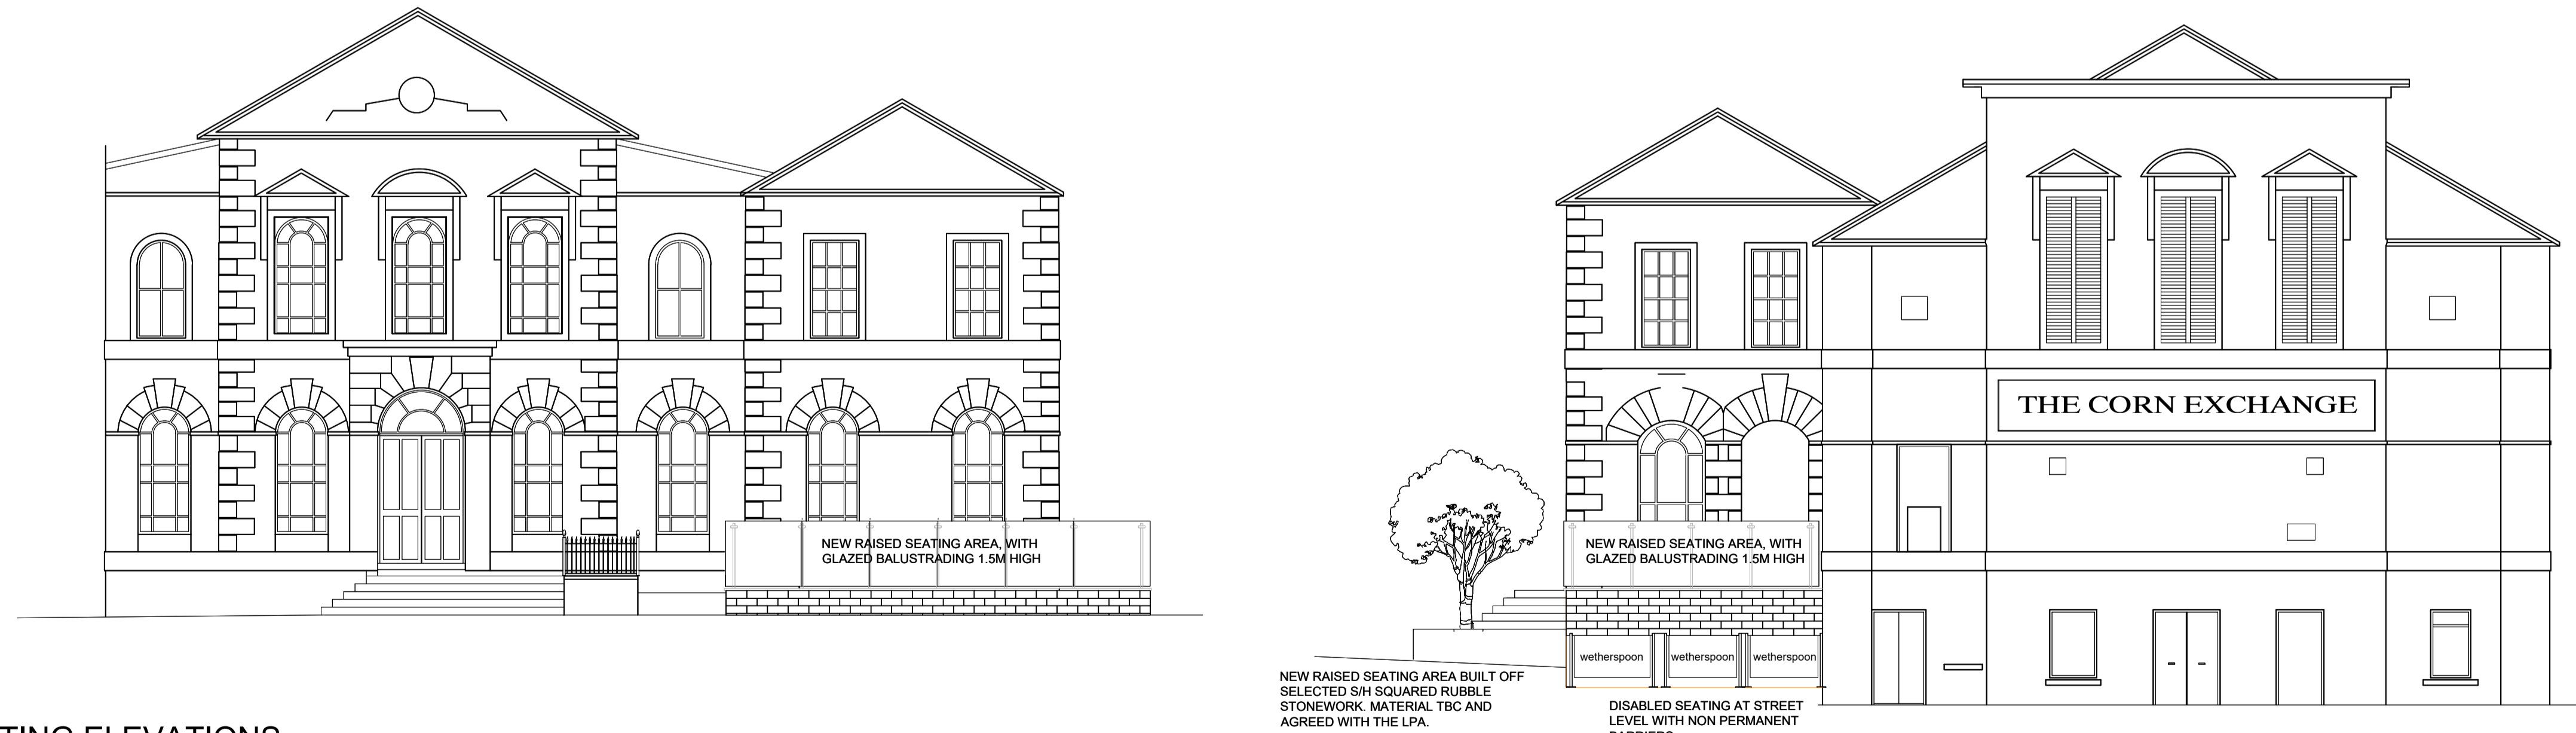 NEW RAISED SEATING AREA, WITH
GLAZED BALUSTRADING 1.5M HIGH
THE CORN EXCHANGE
NEW RAISED SEATING AREA, WITH
GLAZED BALUSTRADING 1.5M HIGH
wetherspoon
wetherspoon
wetherspoon
NEW RAISED SEATING AREA BUILT OFF
SELECTED S/H SQUARED RUBBLE
STONEWORK. MATERIAL TBC AND
AGREED WITH THE LPA.
DISABLED SEATING AT STREET
LEVEL WITH NON PERMANENT
ELEVATIONS